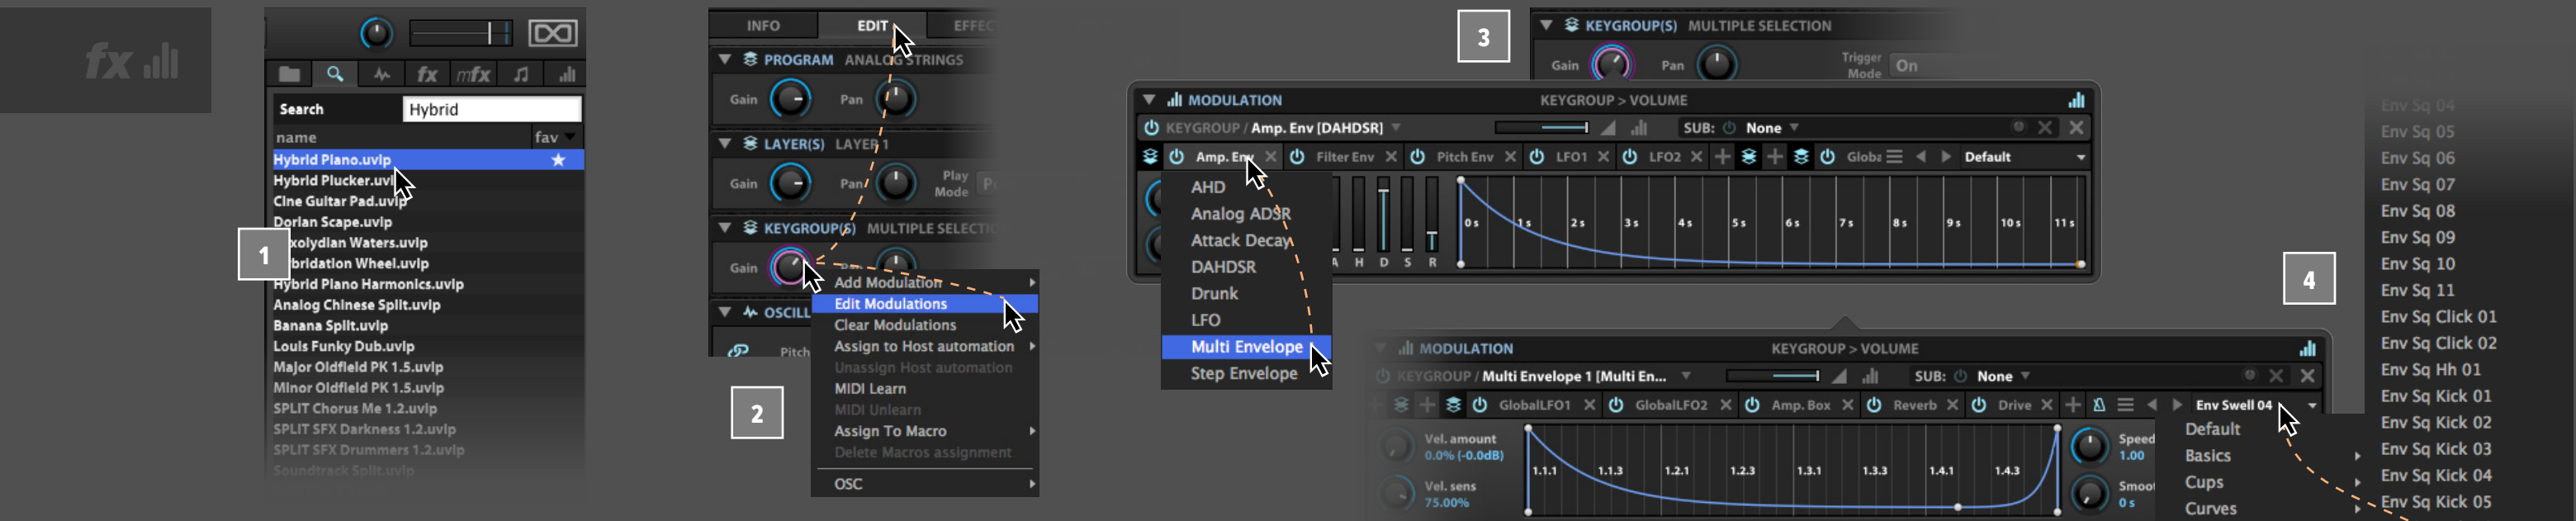 fx
fx mfx
Search Hybrid
name fav
Hybrid Piano.uvip
Hybrid Plucker.uvi
Cine Guitar Pad.uvip
Dorian Scape.uvip
xolydian Waters.uvip
bridation Wheel.uvip
Hybrid Piano Harmonics.uvip
Analog Chinese Split.uvip
Banana Split.uvip
Louis Funky Dub.uvip
Major Oldfield PK 1.5.uvip
Minor Oldfield PK 1.5.uvip
SPLIT Chorus Me 1.2.uvip
SPLIT SFX Darkness 1.2.uvip
SPLIT SFX Drummers 1.2.uvip
Soundtrack Split.uvip
1
INFO EDIT EFFEC
PROGRAM ANALOG STRINGS
Gain Pan
LAYER(S) LAYER 1
Gain Pan Play Mode
KEYGROUP(S) MULTIPLE SELECTIO
Gain Pan
OSCILL
Pitch
Add Modulation
Edit Modulations
Clear Modulations
Assign to Host automation
Unassign Host automation
MIDI Learn
MIDI Unlearn
Assign To Macro
Delete Macros assignment
OSC
2
3
KEYGROUP(S) MULTIPLE SELECTION
Gain Pan Trigger Mode On
MODULATION KEYGROUP > VOLUME
KEYGROUP / Amp. Env [DAHDSR] SUB: None
Amp. Env Filter Env Pitch Env LFO1 LFO2 Globa Default
0 s 1 s 2 s 3 s 4 s 5 s 6 s 7 s 8 s 9 s 10 s 11 s
A H D S R
AHD
Analog ADSR
Attack Decay
DAHDSR
Drunk
LFO
Multi Envelope
Step Envelope
MODULATION KEYGROUP > VOLUME
KEYGROUP / Multi Envelope 1 [Multi En... SUB: None
GlobalLFO1 GlobalLFO2 Amp. Box Reverb Drive Env Swell 04
Vel. amount
0.0% (-0.0dB)
Vel. sens
75.00%
1.1.1 1.1.3 1.2.1 1.2.3 1.3.1 1.3.3 1.4.1 1.4.3
Speed
1.00
Smoo
0 s
Default
Basics
Cups
Curves
4
Env Sq 04
Env Sq 05
Env Sq 06
Env Sq 07
Env Sq 08
Env Sq 09
Env Sq 10
Env Sq 11
Env Sq Click 01
Env Sq Click 02
Env Sq Hh 01
Env Sq Kick 01
Env Sq Kick 02
Env Sq Kick 03
Env Sq Kick 04
Env Sq Kick 05